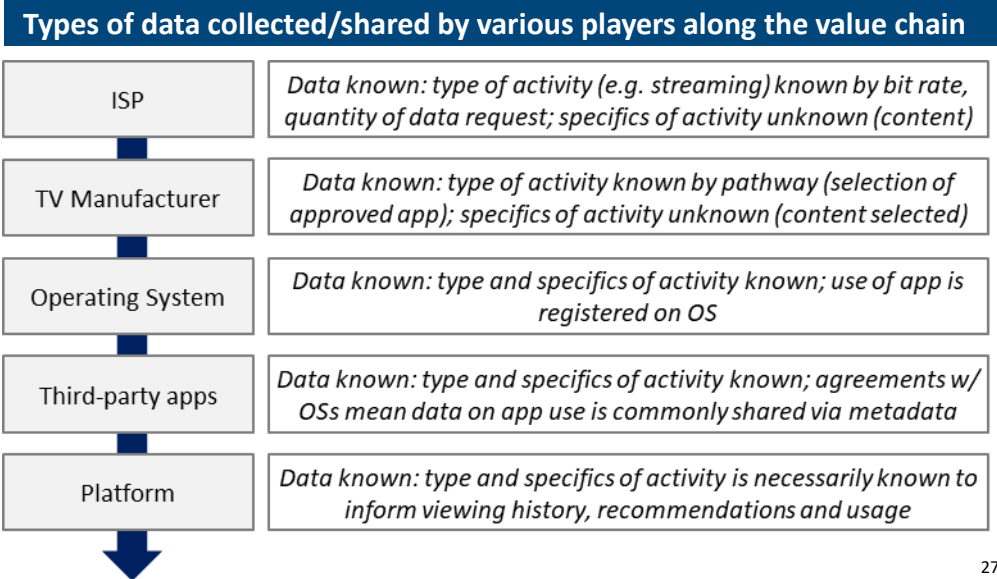 Types of data collected/shared by various players along the value chain
ISP
Data known: type of activity (e.g. streaming) known by bit rate,
quantity of data request; specifics of activity unknown (content)
TV Manufacturer
Data known: type of activity known by pathway (selection of
approved app); specifics of activity unknown (content selected)
Operating System
Data known: type and specifics of activity known; use of app is
registered on OS
Third-party apps
Data known: type and specifics of activity known; agreements w/
OSs mean data on app use is commonly shared via metadata
Platform
Data known: type and specifics of activity is necessarily known to
inform viewing history, recommendations and usage
27